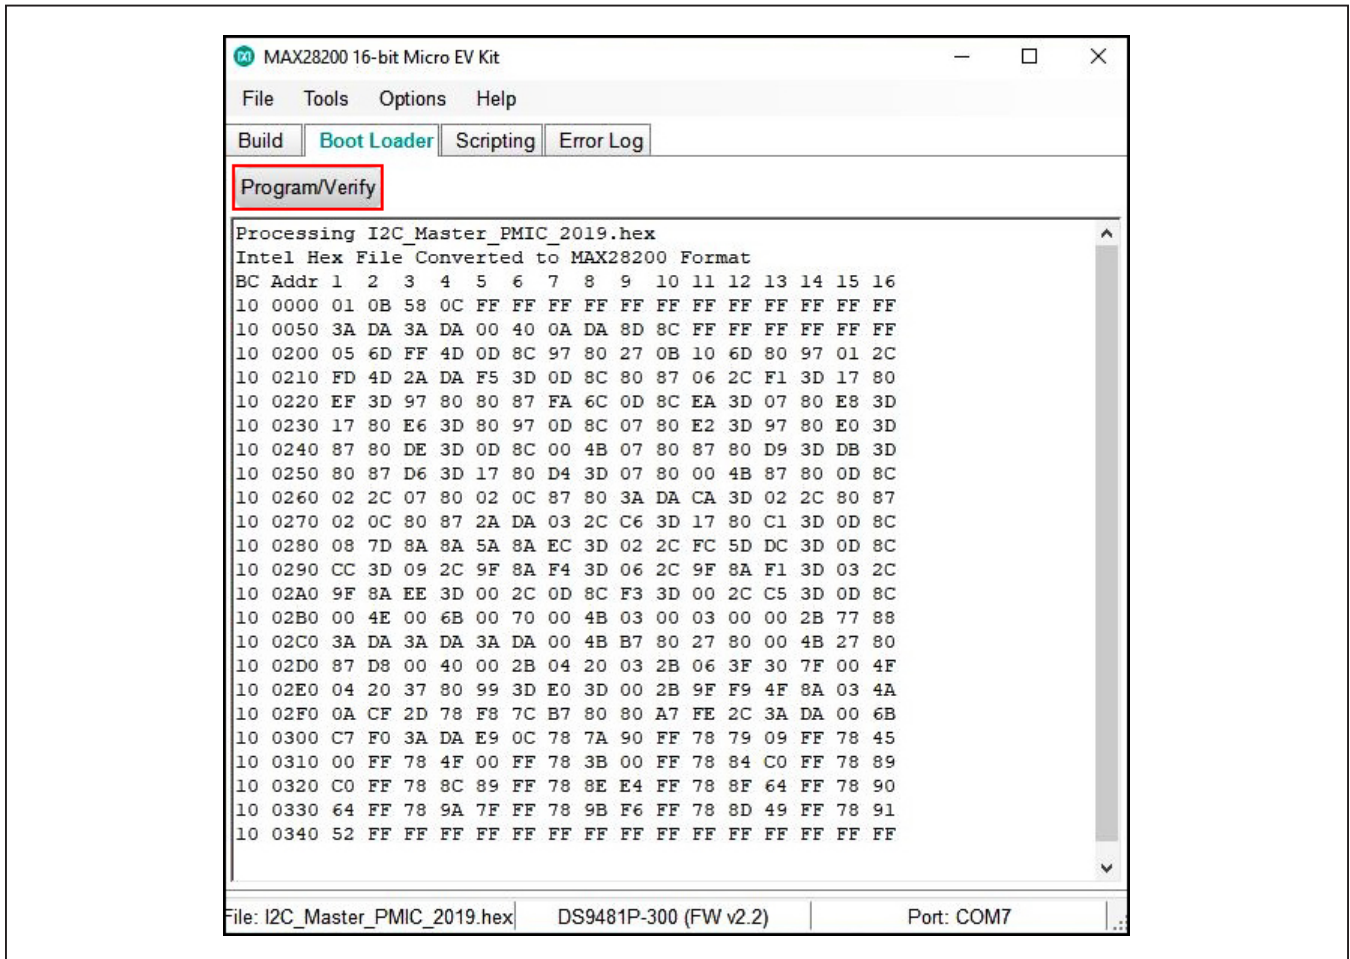 MAX28200 16-bit Micro EV Kit
File Tools Options Help
Build Boot Loader Scripting Error Log
Program/Verify
Processing I2C_Master_PMIC_2019.hex
Intel Hex File Converted to MAX28200 Format
BC Addr 1 2 3 4 5 6 7 8 9 10 11 12 13 14 15 16
10 0000 01 0B 58 0C FF FF FF FF FF FF FF FF FF FF FF FF
10 0050 3A DA 3A DA 00 40 0A DA 8D 8C FF FF FF FF FF FF
10 0200 05 6D FF 4D 0D 8C 97 80 27 0B 10 6D 80 97 01 2C
10 0210 FD 4D 2A DA F5 3D 0D 8C 80 87 06 2C F1 3D 17 80
10 0220 EF 3D 97 80 80 87 FA 6C 0D 8C EA 3D 07 80 E8 3D
10 0230 17 80 E6 3D 80 97 0D 8C 07 80 E2 3D 97 80 E0 3D
10 0240 87 80 DE 3D 0D 8C 00 4B 07 80 87 80 D9 3D DB 3D
10 0250 80 87 D6 3D 17 80 D4 3D 07 80 00 4B 87 80 0D 8C
10 0260 02 2C 07 80 02 0C 87 80 3A DA CA 3D 02 2C 80 87
10 0270 02 0C 80 87 2A DA 03 2C C6 3D 17 80 C1 3D 0D 8C
10 0280 08 7D 8A 8A 5A 8A EC 3D 02 2C FC 5D DC 3D 0D 8C
10 0290 CC 3D 09 2C 9F 8A F4 3D 06 2C 9F 8A F1 3D 03 2C
10 02A0 9F 8A EE 3D 00 2C 0D 8C F3 3D 00 2C C5 3D 0D 8C
10 02B0 00 4E 00 6B 00 70 00 4B 03 00 03 00 00 2B 77 88
10 02C0 3A DA 3A DA 3A DA 00 4B B7 80 27 80 00 4B 27 80
10 02D0 87 D8 00 40 00 2B 04 20 03 2B 06 3F 30 7F 00 4F
10 02E0 04 20 37 80 99 3D E0 3D 00 2B 9F F9 4F 8A 03 4A
10 02F0 0A CF 2D 78 F8 7C B7 80 80 A7 FE 2C 3A DA 00 6B
10 0300 C7 F0 3A DA E9 0C 78 7A 90 FF 78 79 09 FF 78 45
10 0310 00 FF 78 4F 00 FF 78 3B 00 FF 78 84 C0 FF 78 89
10 0320 C0 FF 78 8C 89 FF 78 8E E4 FF 78 8F 64 FF 78 90
10 0330 64 FF 78 9A 7F FF 78 9B F6 FF 78 8D 49 FF 78 91
10 0340 52 FF FF FF FF FF FF FF FF FF FF FF FF FF FF FF
File: I2C_Master_PMIC_2019.hex DS9481P-300 (FW v2.2) Port: COM7